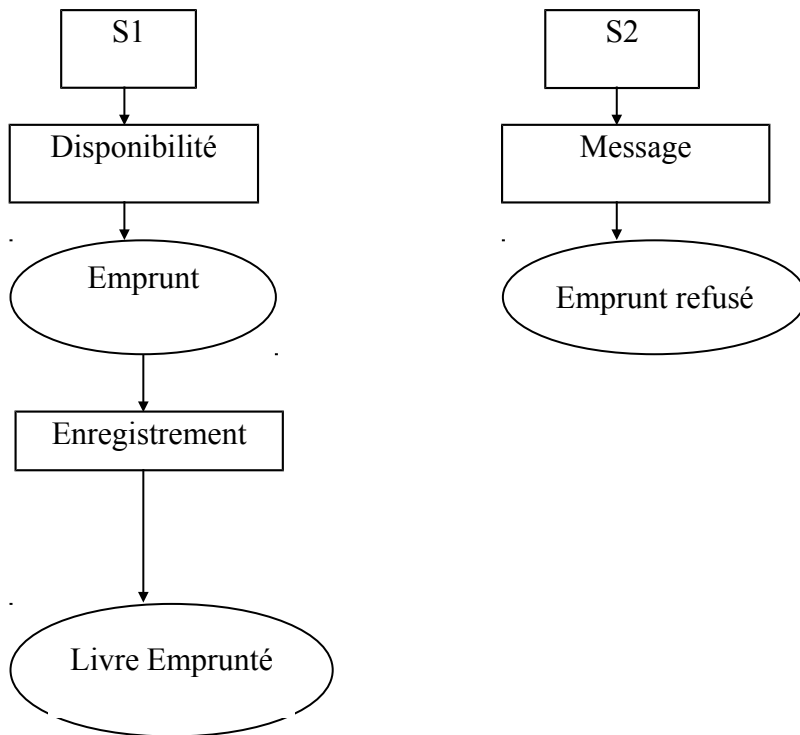 S1
S2
Disponibilité
Message
Emprunt
Emprunt refusé
Enregistrement
Livre Emprunté